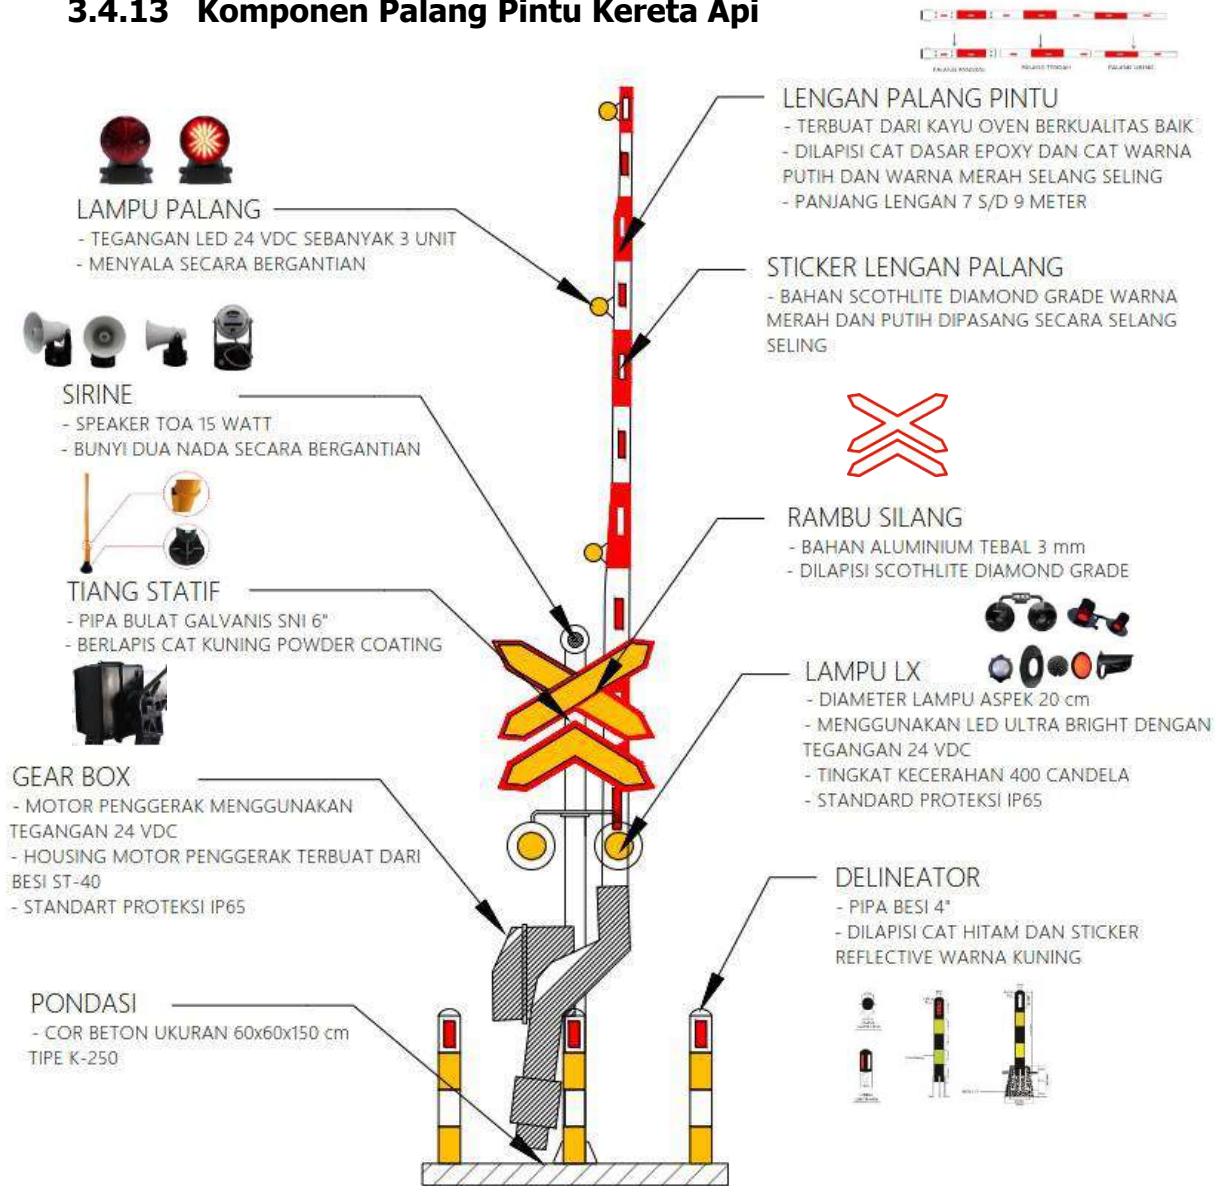 3.4.13 Komponen Palang Pintu Kereta Api
LENGAN PALANG PINTU
- TERBUAT DARI KAYU OVEN BERKUALITAS BAIK
- DILAPISI CAT DASAR EPOXY DAN CAT WARNA
PUTIH DAN WARNA MERAH SELANG SELING
- PANJANG LENGAN 7 S/D 9 METER
LAMPU PALANG
- TEGANGAN LED 24 VDC SEBANYAK 3 UNIT
- MENYALA SECARA BERGANTIAN
STICKER LENGAN PALANG
- BAHAN SCOTHLITE DIAMOND GRADE WARNA
MERAH DAN PUTIH DIPASANG SECARA SELANG
SELING
SIRINE
- SPEAKER TOA 15 WATT
- BUNYI DUA NADA SECARA BERGANTIAN
RAMBU SILANG
- BAHAN ALUMINIUM TEBAL 3 mm
- DILAPISI SCOTHLITE DIAMOND GRADE
TIANG STATIF
- PIPA BULAT GALVANIS SNI 6"
- BERLAPIS CAT KUNING POWDER COATING
LAMPU LX
- DIAMETER LAMPU ASPEK 20 cm
- MENGGUNAKAN LED ULTRA BRIGHT DENGAN
TEGANGAN 24 VDC
- TINGKAT KECERAHAN 400 CANDELA
- STANDARD PROTEKSI IP65
GEAR BOX
- MOTOR PENGGERAK MENGGUNAKAN
TEGANGAN 24 VDC
- HOUSING MOTOR PENGGERAK TERBUAT DARI
BESI ST-40
- STANDART PROTEKSI IP65
DELINEATOR
- PIPA BESI 4"
- DILAPISI CAT HITAM DAN STICKER
REFLECTIVE WARNA KUNING
PONDASI
- COR BETON UKURAN 60x60x150 cm
TIPE K-250